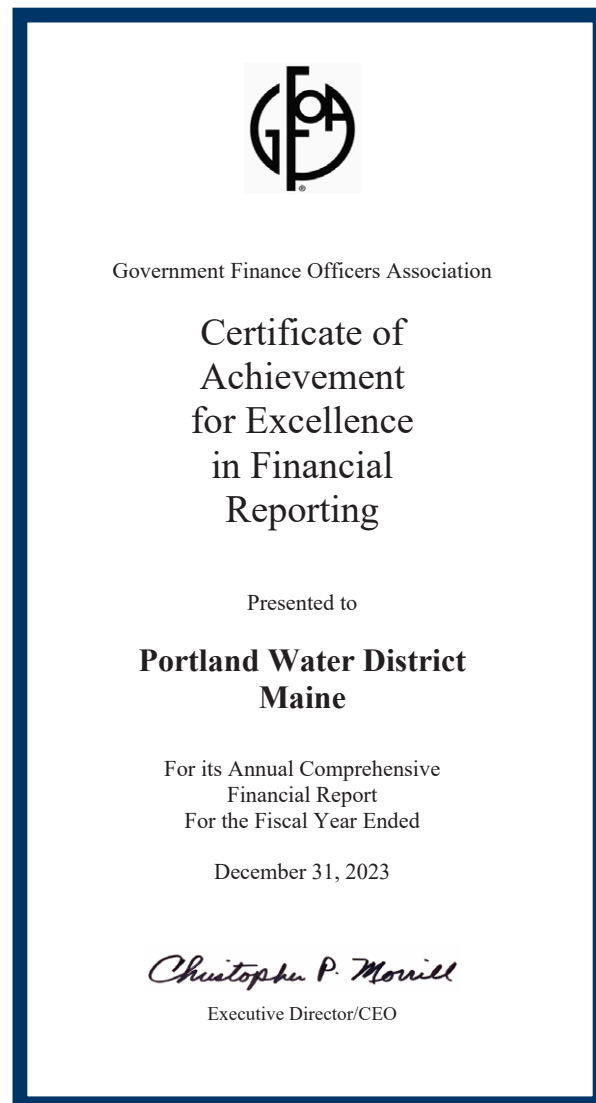 GFOA
®
Government Finance Officers Association
Certificate of
Achievement
for Excellence
in Financial
Reporting
Presented to
Portland Water District
Maine
For its Annual Comprehensive
Financial Report
For the Fiscal Year Ended
December 31, 2023
Christopher P. Morrill
Executive Director/CEO